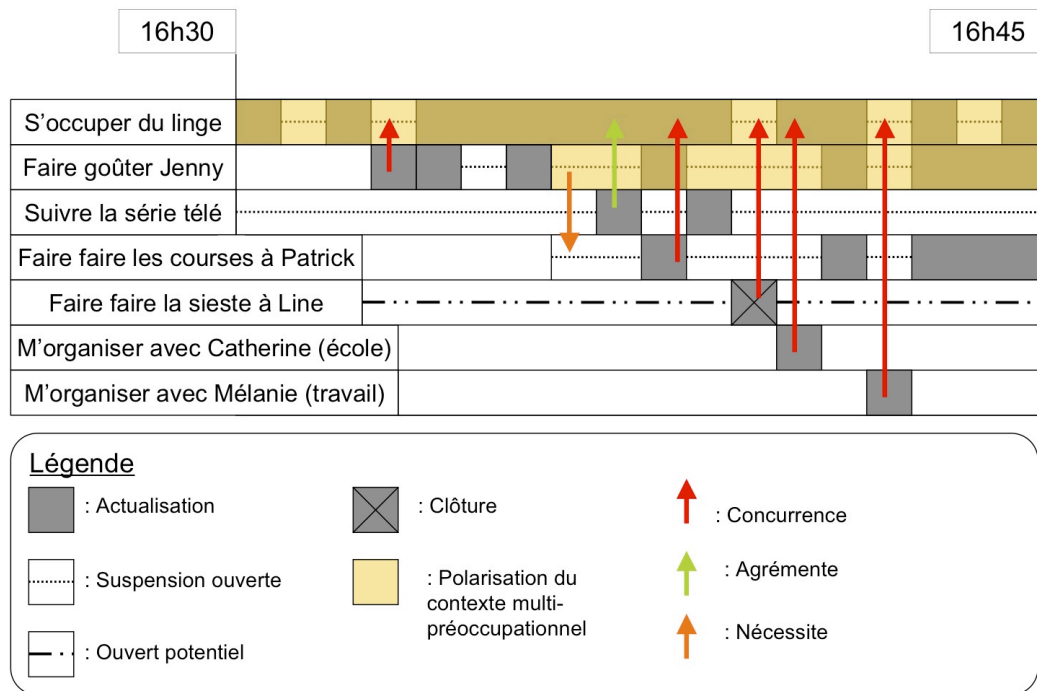 16h30
16h45
S’occuper du linge
Faire goûter Jenny
Suivre la série télé
Faire faire les courses à Patrick
Faire faire la sieste à Line
M’organiser avec Catherine (école)
M’organiser avec Mélanie (travail)
Légende
: Actualisation
: Suspension ouverte
: Ouvert potentiel
: Clôture
: Polarisation du
contexte multi-
préoccupationnel
: Concurrence
: Agrémente
: Nécessite